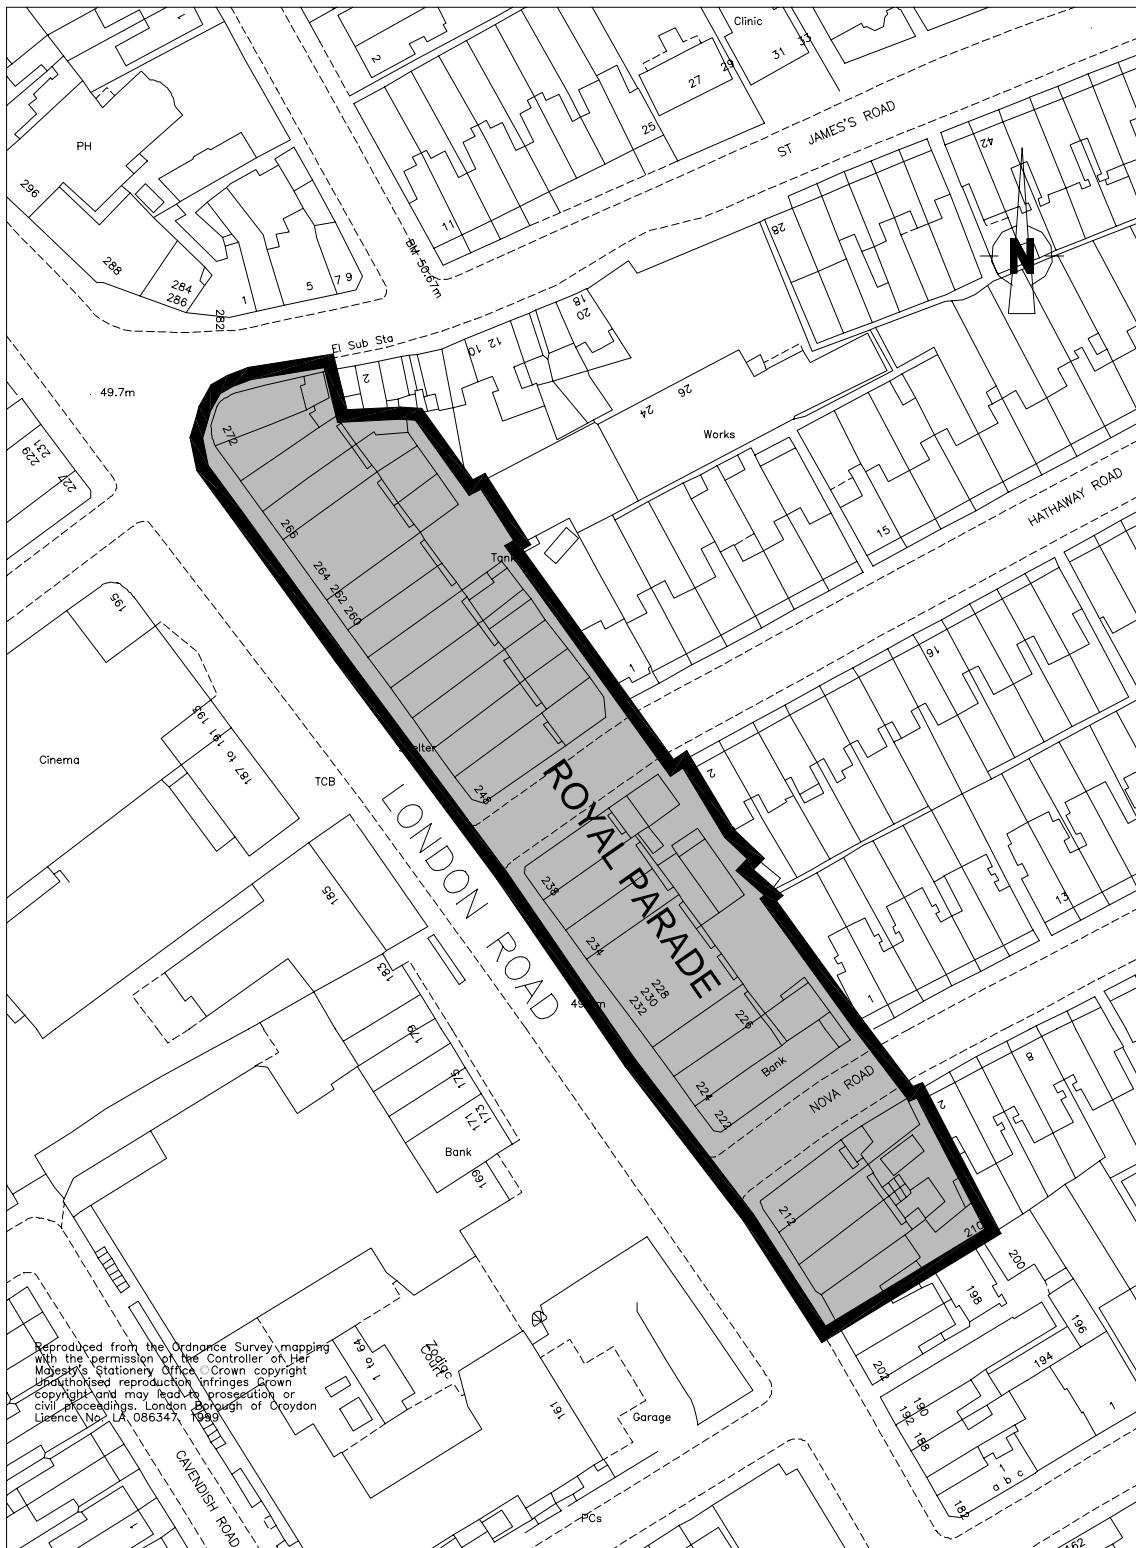 Clinic
1
2
33
31
29
27
25
ST JAMES'S ROAD
42
PH
296
11
28
BM 50.67m
N
288
284
286
1
5
7
9
282
18
20
El Sub Sta
12
10
2
49.7m
26
24
272
231
229
227
Works
HATHAWAY ROAD
15
266
Tank
264
262
260
195
1
16
193
191
187 to
Cinema
TCB
248
2
ROYAL PARADE
LONDON ROAD
238
185
13
234
183
228
230
232
1
226
179
Bank
8
175
224
NOVA ROAD
222
2
173
171
Bank
169
212
210
200
198
196
Reproduced from the Ordnance Survey mapping
with the permission of the Controller of Her
Majesty's Stationery Office © Crown copyright
Unauthorised reproduction infringes Crown
copyright and may lead to prosecution or
civil proceedings. London Borough of Croydon
Licence No: LA 086347, 1999
Zodiac
Court
1 to 64
194
202
190
192
188
161
Garage
1
1
a b c
CAVENDISH ROAD
182
PCs
1
162